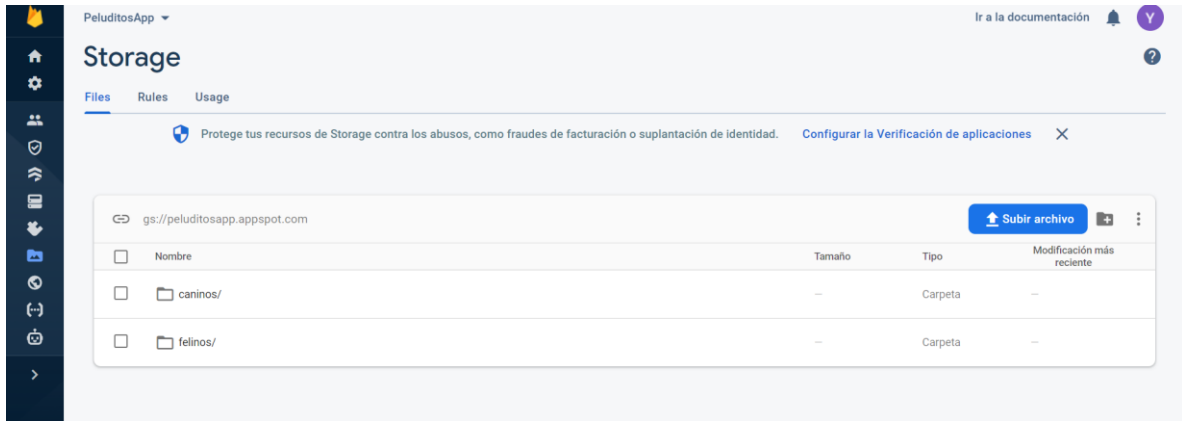 PeluditosApp
Ir a la documentación
Y
Storage
Files Rules Usage
Protege tus recursos de Storage contra los abusos, como fraudes de facturación o suplantación de identidad. Configurar la Verificación de aplicaciones
gs://peluditosapp.appspot.com
Subir archivo
Nombre Tamaño Tipo Modificación más
reciente
caninos/ — Carpeta —
felinos/ — Carpeta —